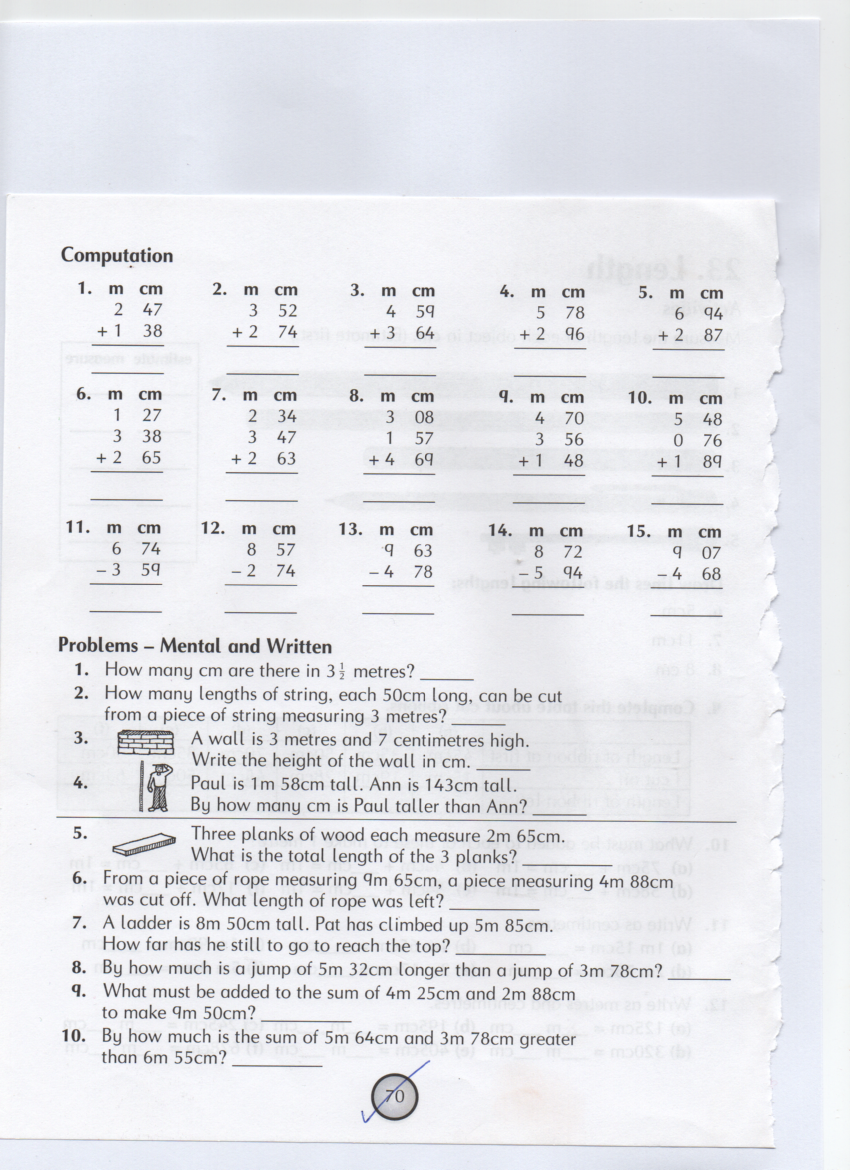 Computation
1. m cm 2. m cm 3. m cm 4. m cm 5. m cm
2 47 3 52 4 59 5 78 6 94
+ 1 38 + 2 74 + 3 64 + 2 96 + 2 87
6. m cm 7. m cm 8. m cm 9. m cm 10. m cm
1 27 2 34 3 08 4 70 5 48
3 38 3 47 1 57 3 56 0 76
+ 2 65 + 2 63 + 4 69 + 1 48 + 1 89
11. m cm 12. m cm 13. m cm 14. m cm 15. m cm
6 74 8 57 9 63 8 72 9 07
– 3 59 – 2 74 – 4 78 – 5 94 – 4 68
Problems – Mental and Written
1. How many cm are there in 3 1/2 metres? ______
2. How many lengths of string, each 50cm long, can be cut
from a piece of string measuring 3 metres? ______
3. A wall is 3 metres and 7 centimetres high.
Write the height of the wall in cm. ______
4. Paul is 1m 58cm tall. Ann is 143cm tall.
By how many cm is Paul taller than Ann? ______
5. Three planks of wood each measure 2m 65cm.
What is the total length of the 3 planks? ______
6. From a piece of rope measuring 9m 65cm, a piece measuring 4m 88cm
was cut off. What length of rope was left? ______
7. A ladder is 8m 50cm tall. Pat has climbed up 5m 85cm.
How far has he still to go to reach the top? ______
8. By how much is a jump of 5m 32cm longer than a jump of 3m 78cm? ______
9. What must be added to the sum of 4m 25cm and 2m 88cm
to make 9m 50cm? ______
10. By how much is the sum of 5m 64cm and 3m 78cm greater
than 6m 55cm? ______
70